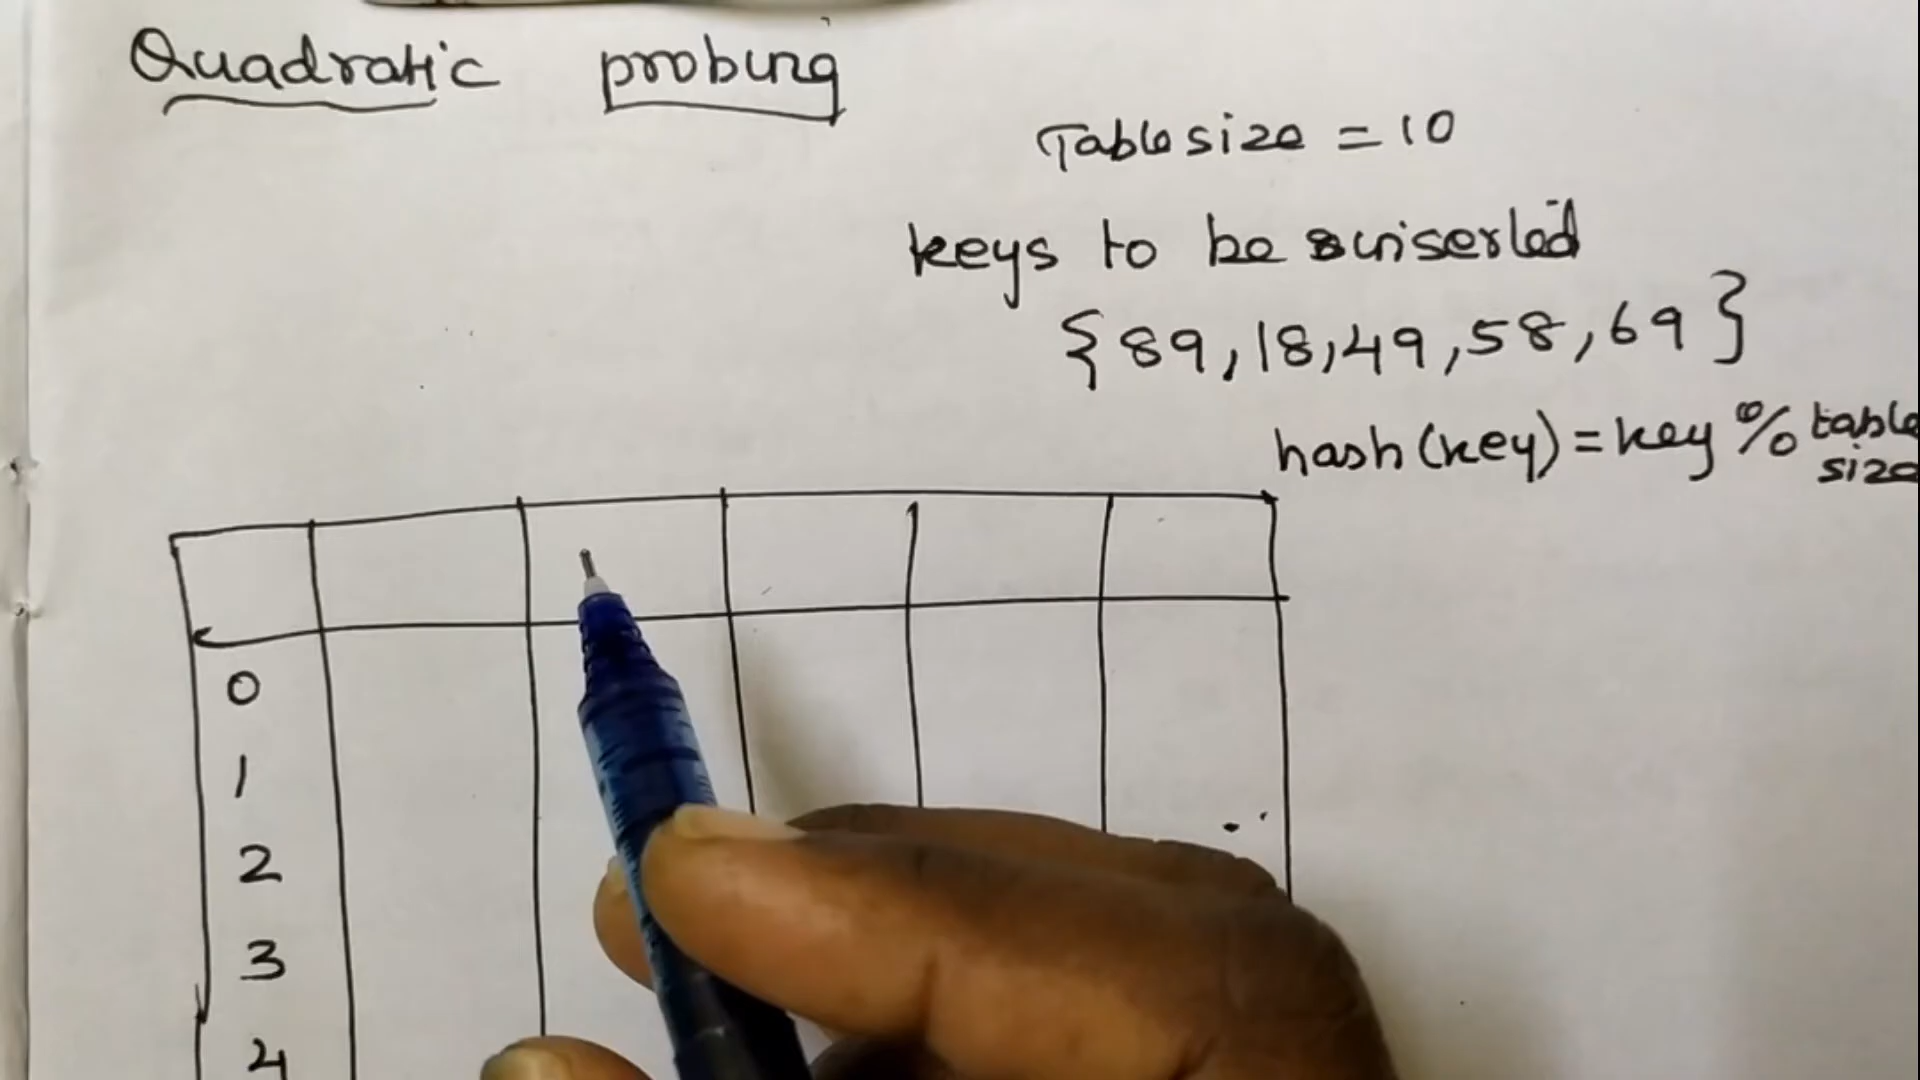 Quadratic probing
Table size = 10
keys to be inserted
{89, 18, 49, 58, 69}
hash(key) = key % table
size
0
1
2
3
4